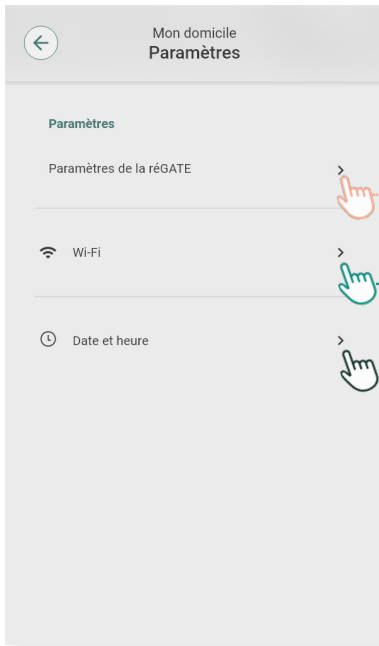 Mon domicile
Paramètres
Paramètres
Paramètres de la réGATE
Wi-Fi
Date et heure